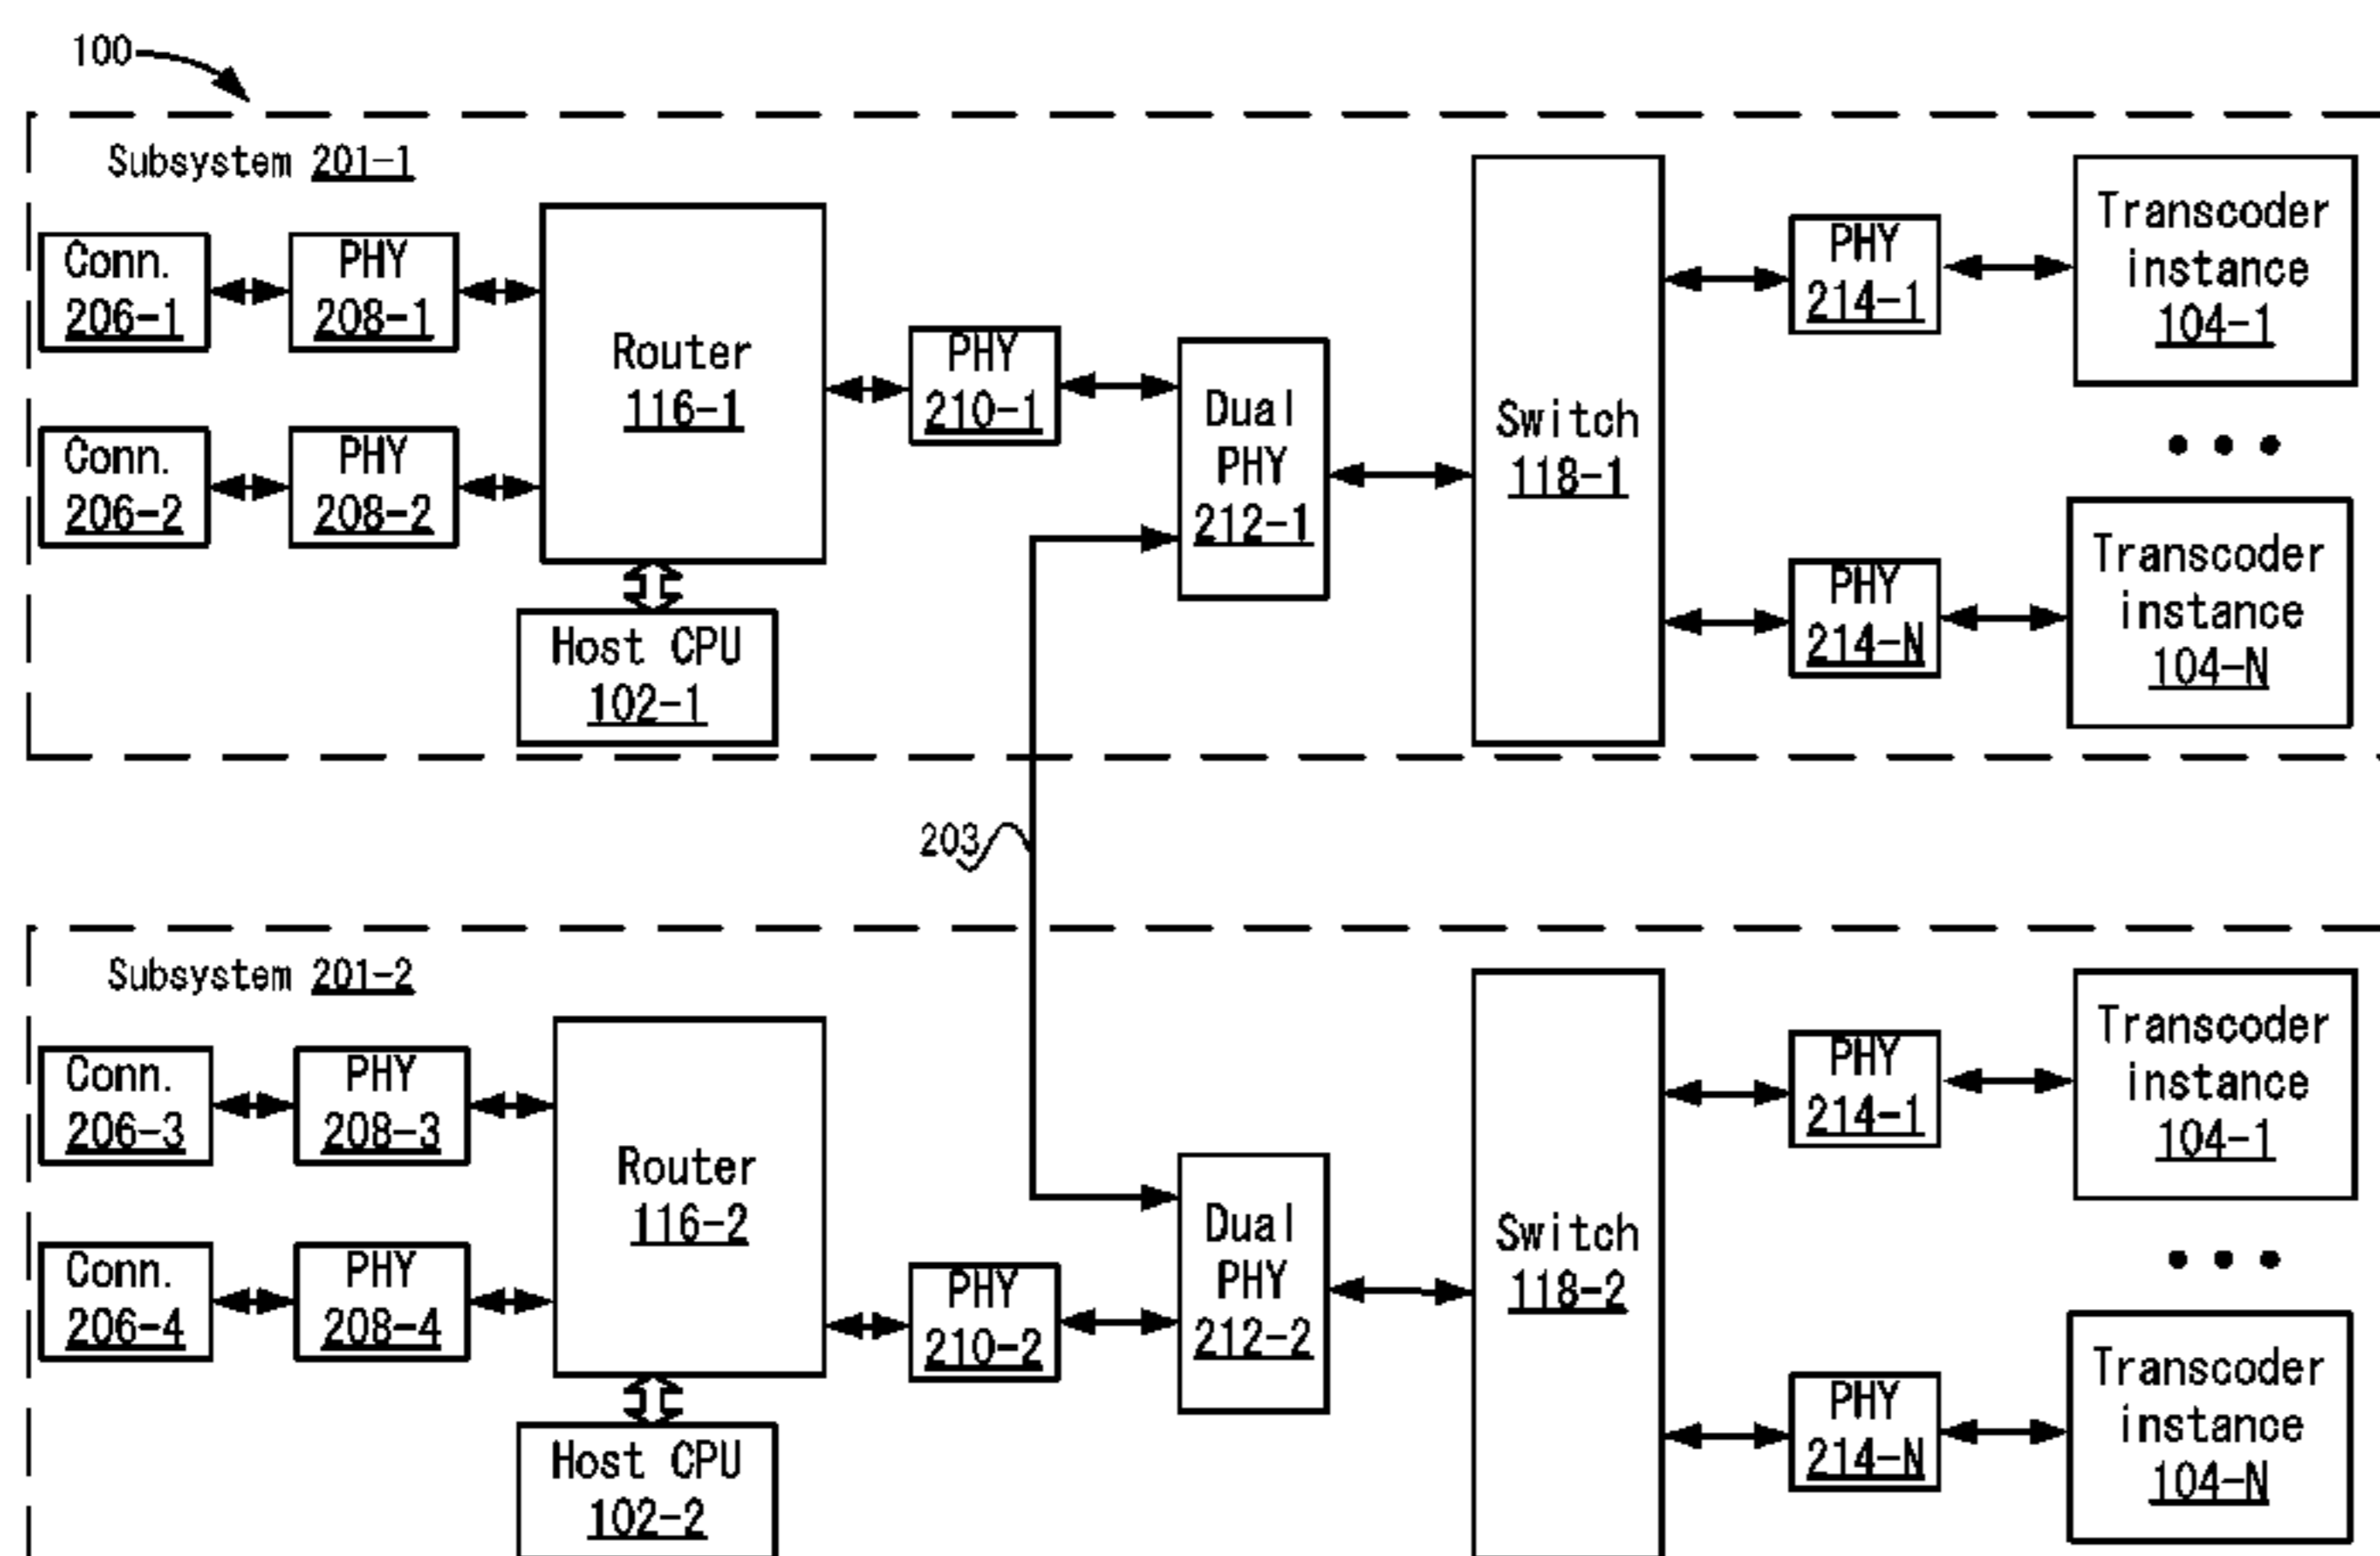 100
Subsystem 201-1
Conn.
206-1
PHY
208-1
Conn.
206-2
PHY
208-2
Router
116-1
Host CPU
102-1
PHY
210-1
Dual
PHY
212-1
Switch
118-1
PHY
214-1
Transcoder
instance
104-1
PHY
214-N
Transcoder
instance
104-N
203
Subsystem 201-2
Conn.
206-3
PHY
208-3
Conn.
206-4
PHY
208-4
Router
116-2
Host CPU
102-2
PHY
210-2
Dual
PHY
212-2
Switch
118-2
PHY
214-1
Transcoder
instance
104-1
PHY
214-N
Transcoder
instance
104-N